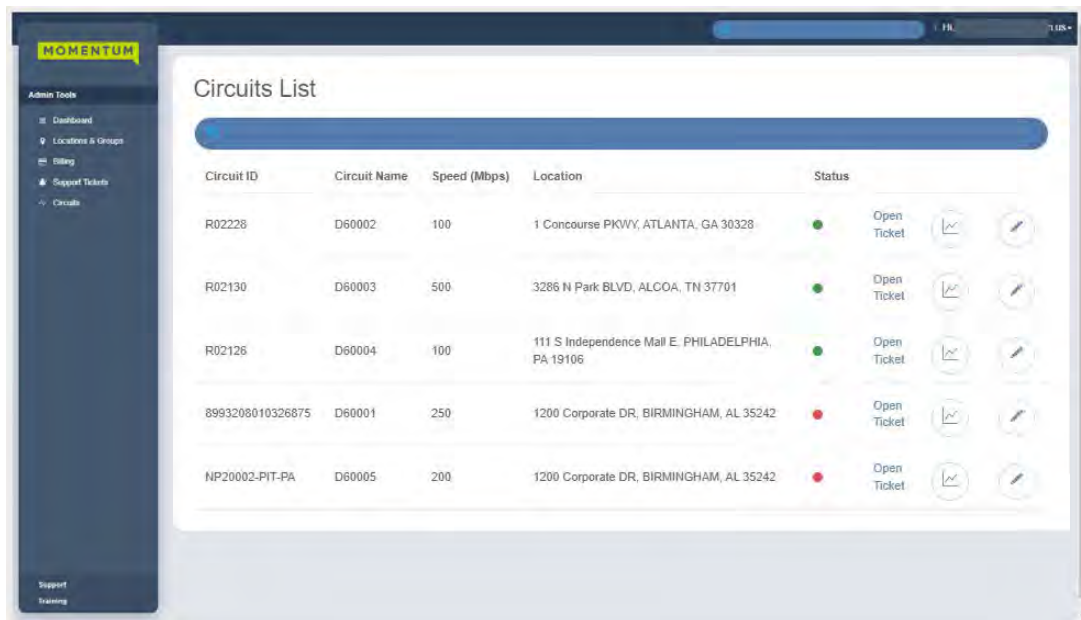 Hi,
MOMENTUM
Admin Tools
Dashboard
Locations & Groups
Billing
Support Tickets
Circuits
Support
Training
Circuits List
Circuit ID Circuit Name Speed (Mbps) Location Status
R02228 D60002 100 1 Concourse PKWY, ATLANTA, GA 30328 Open
Ticket
R02130 D60003 500 3286 N Park BLVD, ALCOA, TN 37701 Open
Ticket
R02126 D60004 100 111 S Independence Mall E, PHILADELPHIA,
PA 19106 Open
Ticket
8993208010326875 D60001 250 1200 Corporate DR, BIRMINGHAM, AL 35242 Open
Ticket
NP20002-PIT-PA D60005 200 1200 Corporate DR, BIRMINGHAM, AL 35242 Open
Ticket